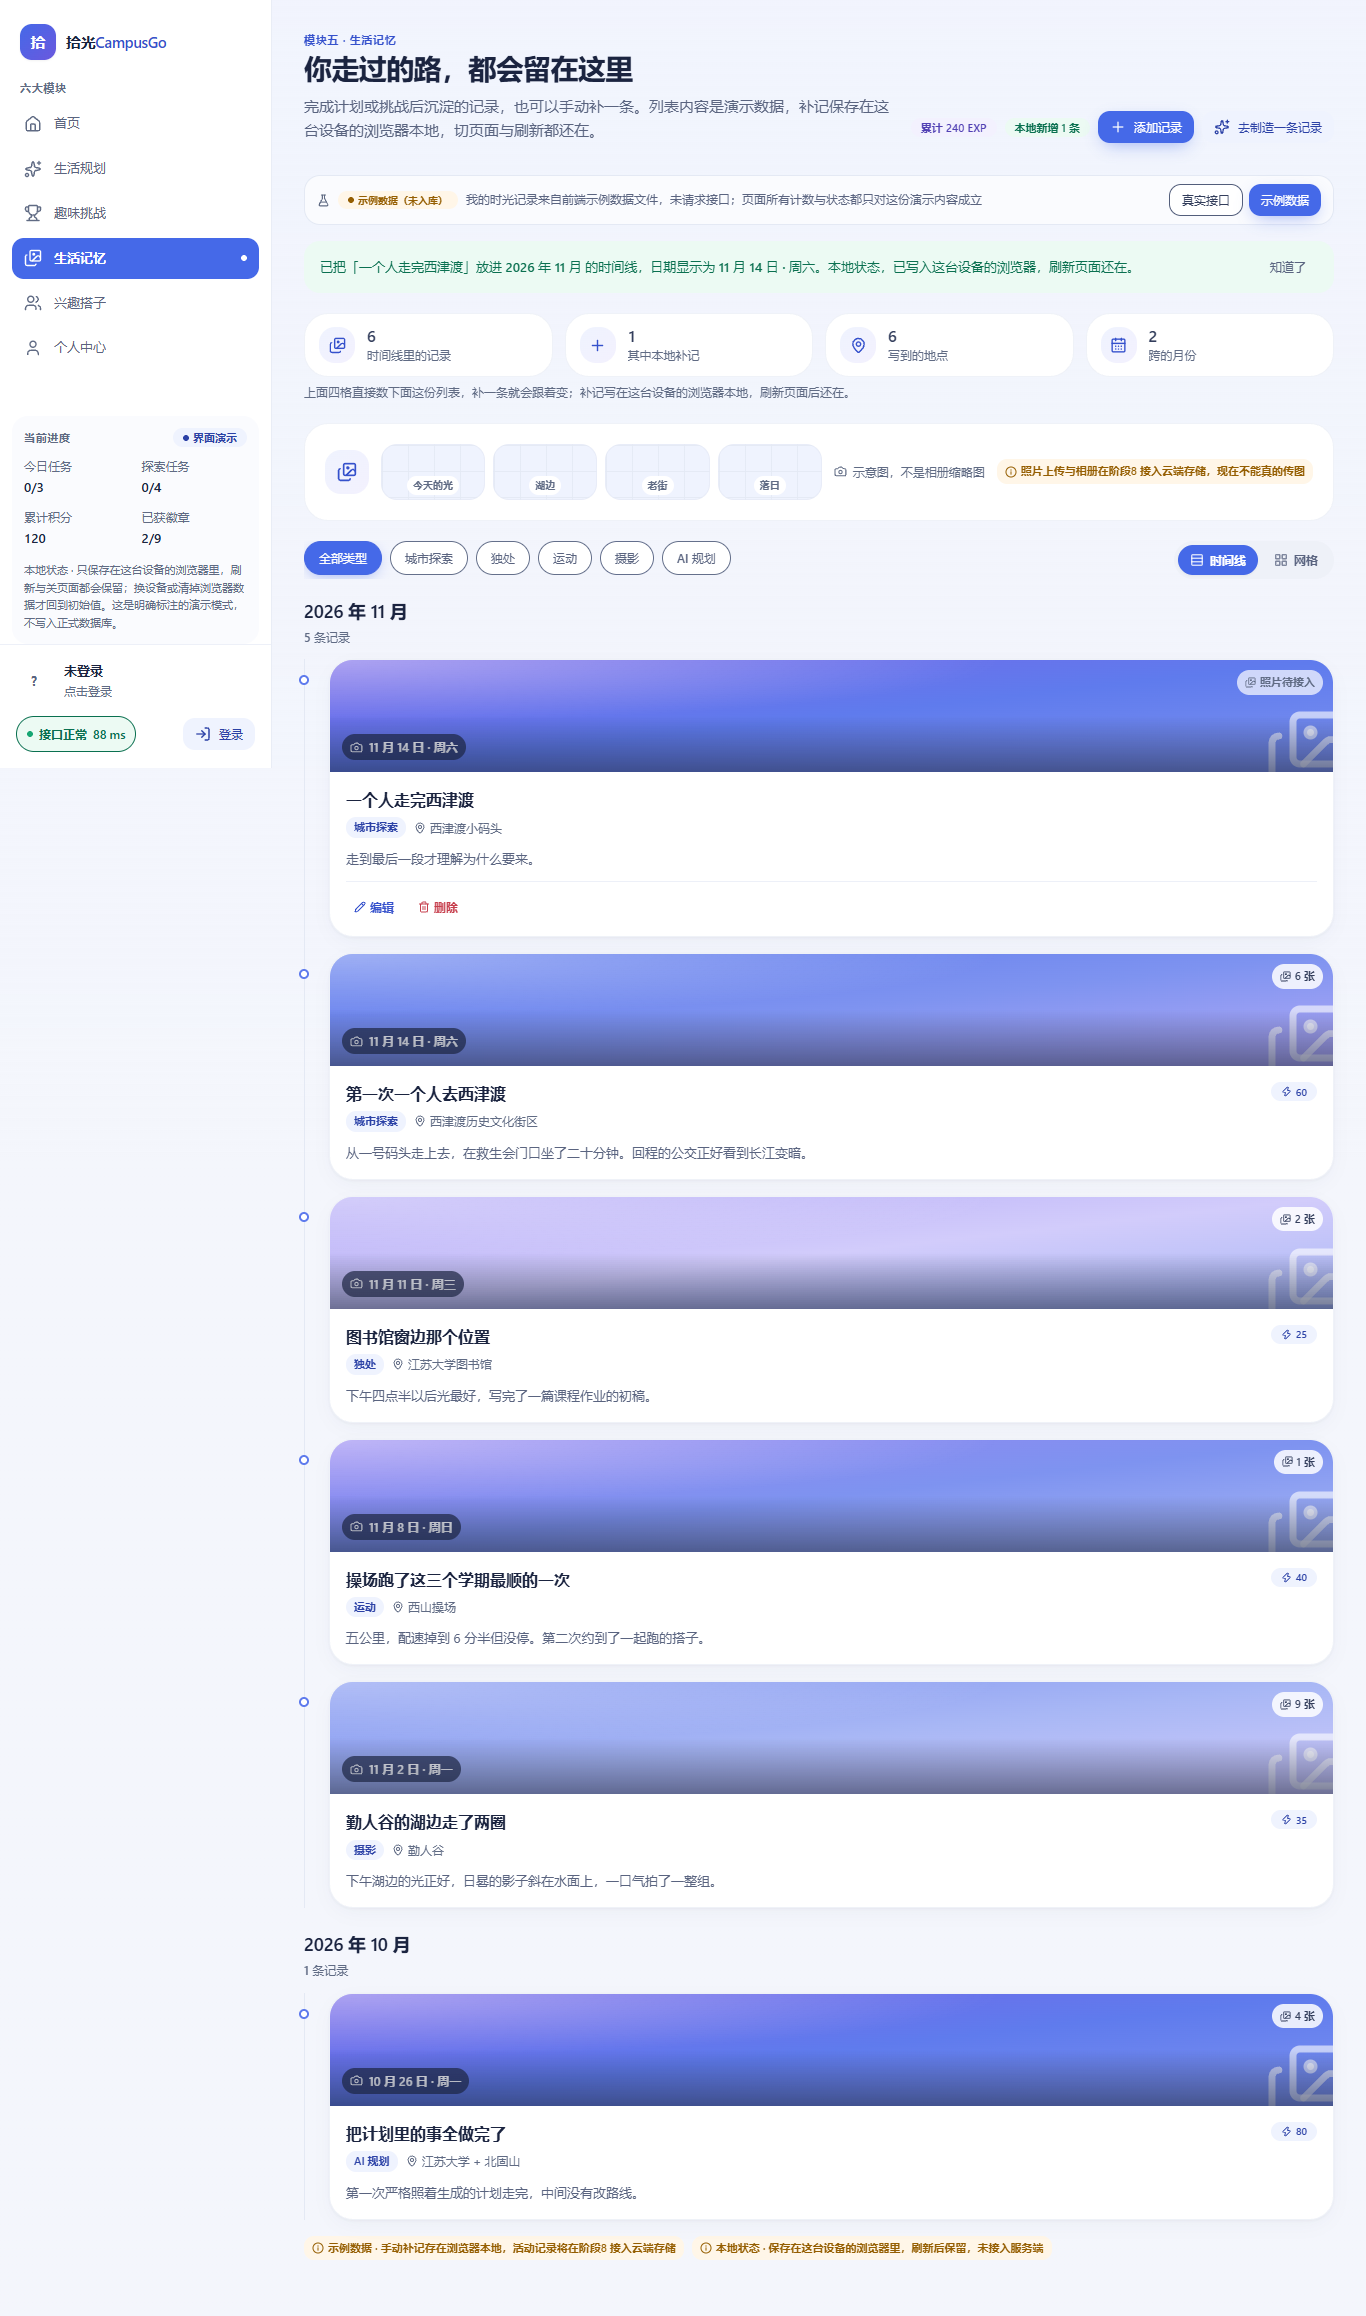 拾 拾光CampusGo
六大模块
首页
生活规划
趣味挑战
生活记忆
兴趣搭子
个人中心
当前进度
界面演示
今日任务
探索任务
0/3
0/4
累计积分
已获徽章
120
2/9
本地状态 · 只保存在这台设备的浏览器里，刷
新与关页面都会保留；换设备或清掉浏览器数
据才回到初始值。这是明确标注的演示模式，
不写入正式数据库。
?
未登录
点击登录
接口正常 88 ms
登录
模块五 · 生活记忆
你走过的路，都会留在这里
完成计划或挑战后沉淀的记录，也可以手动补一条。列表内容是演示数据，补记保存在这
台设备的浏览器本地，切页面与刷新都还在。
累计 240 EXP
本地新增 1 条
添加记录
去制造一条记录
示例数据（未入库）
我的时光记录来自前端示例数据文件，未请求接口；页面所有计数与状态都只对这份演示内容成立
真实接口
示例数据
已把「一个人走完西津渡」放进 2026 年 11 月 的时间线，日期显示为 11 月 14 日 · 周六。本地状态，已写入这台设备的浏览器，刷新页面还在。
知道了
6
时间线里的记录
1
其中本地补记
6
写到的地点
2
跨的月份
上面四格直接数下面这份列表，补一条就会跟着变；补记写在这台设备的浏览器本地，刷新页面后还在。
今天的光
湖边
老街
落日
示意图，不是相册缩略图
照片上传与相册在阶段8 接入云端存储，现在不能真的传图
全部类型
城市探索
独处
运动
摄影
AI 规划
时间线
网格
2026 年 11 月
5 条记录
照片待接入
11 月 14 日 · 周六
一个人走完西津渡
城市探索
西津渡小码头
走到最后一段才理解为什么要来。
编辑
删除
6 张
11 月 14 日 · 周六
第一次一个人去西津渡
60
城市探索
西津渡历史文化街区
从一号码头走上去，在救生会门口坐了二十分钟。回程的公交正好看到长江变暗。
2 张
11 月 11 日 · 周三
图书馆窗边那个位置
25
独处
江苏大学图书馆
下午四点半以后光最好，写完了一篇课程作业的初稿。
1 张
11 月 8 日 · 周日
操场跑了这三个学期最顺的一次
40
运动
西山操场
五公里，配速掉到 6 分半但没停。第二次约到了一起跑的搭子。
9 张
11 月 2 日 · 周一
勤人谷的湖边走了两圈
35
摄影
勤人谷
下午湖边的光正好，日晷的影子斜在水面上，一口气拍了一整组。
2026 年 10 月
1 条记录
4 张
10 月 26 日 · 周一
把计划里的事全做完了
80
AI 规划
江苏大学 + 北固山
第一次严格照着生成的计划走完，中间没有改路线。
示例数据 · 手动补记存在浏览器本地，活动记录将在阶段8 接入云端存储
本地状态 · 保存在这台设备的浏览器里，刷新后保留，未接入服务端